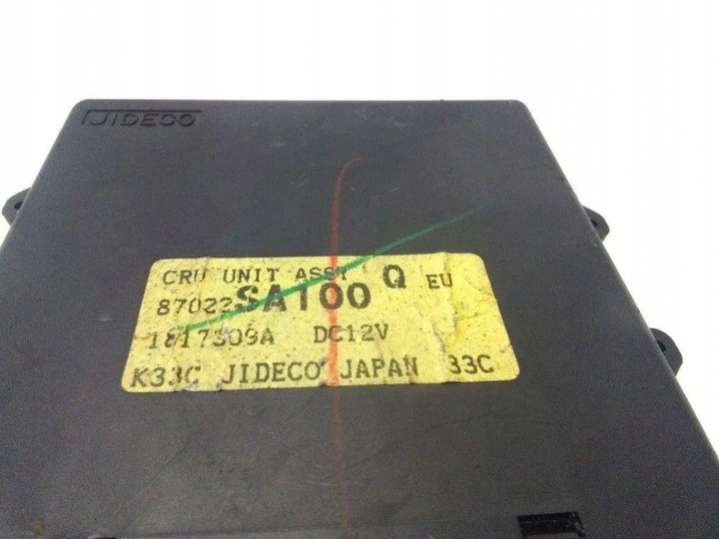 JIDECO
CRU UNIT ASSY Q EU
87022SA100
1817309A DC12V
K33C JIDECO JAPAN 33C